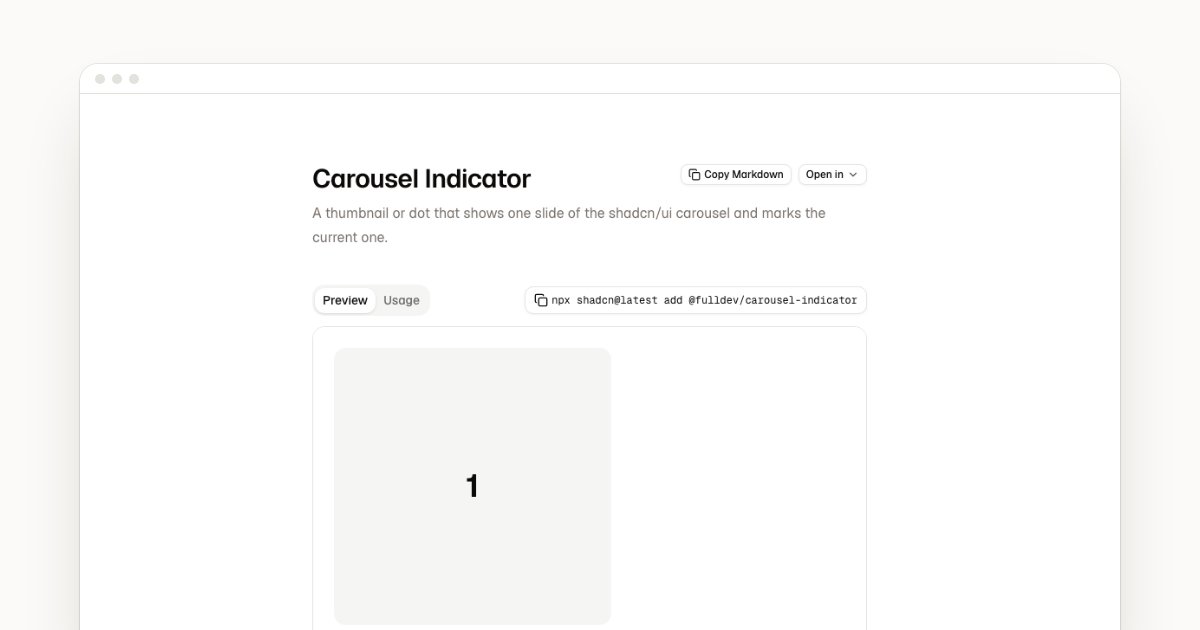 Carousel Indicator
Copy Markdown
Open in
A thumbnail or dot that shows one slide of the shadcn/ui carousel and marks the
current one.
Preview
Usage
npx shadcn@latest add @fulldev/carousel-indicator
1